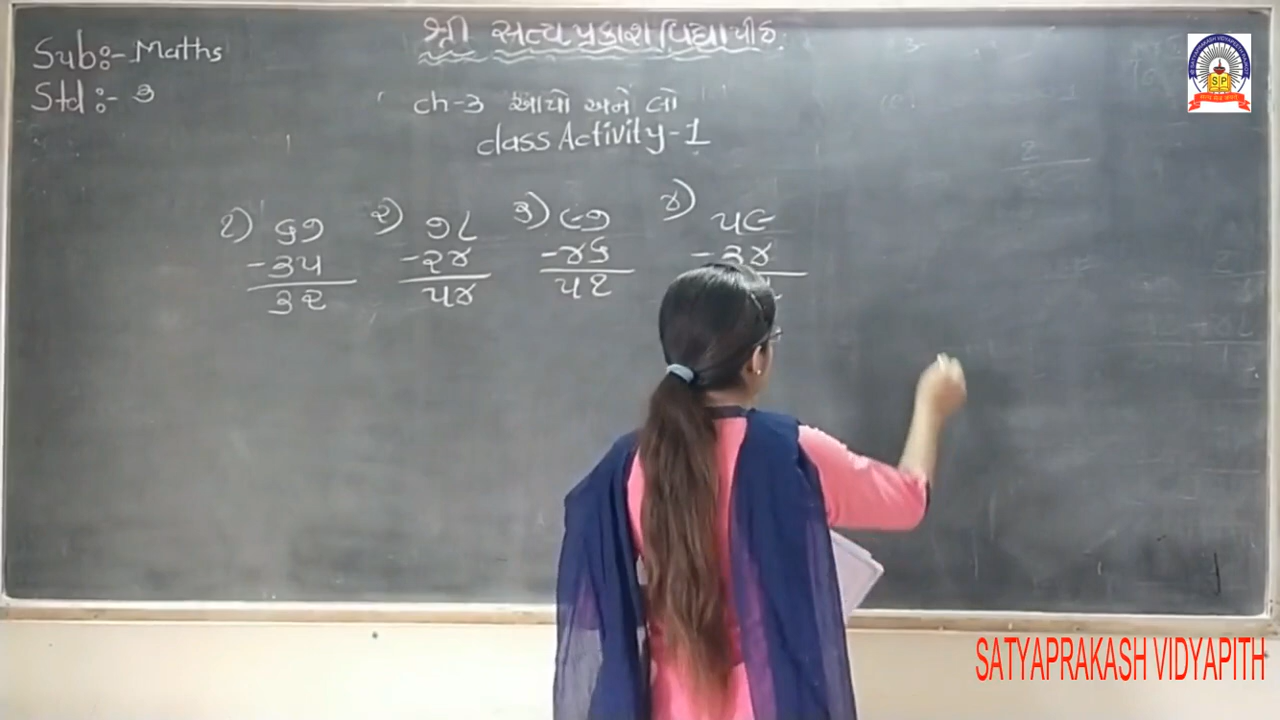 Sub:- Maths
શ્રી સત્ય પ્રકાશ વિદ્યાપીઠ.
Std:- ૩
ch-૩ આપો અને લો
class Activity-1
૧) ૬૭ ૨) ૭૮ ૩) ૯૭ ૪) ૫૯
-૩૫ -૨૪ -૪૬ -૩૪
૩૨ ૫૪ ૫૧
SP
SATYAPRAKASH VIDYAPITH